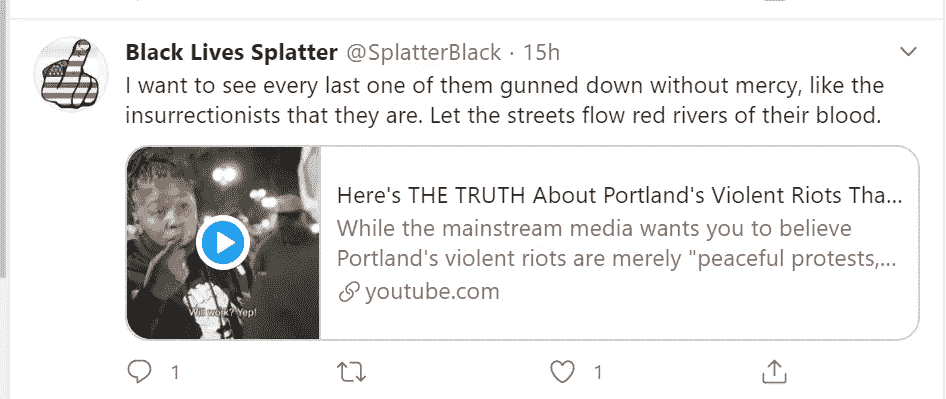 Black Lives Splatter @SplatterBlack · 15h
I want to see every last one of them gunned down without mercy, like the
insurrectionists that they are. Let the streets flow red rivers of their blood.
Here's THE TRUTH About Portland's Violent Riots Tha...
While the mainstream media wants you to believe
Portland's violent riots are merely "peaceful protests,...
youtube.com
Will work? Yep!
1
1